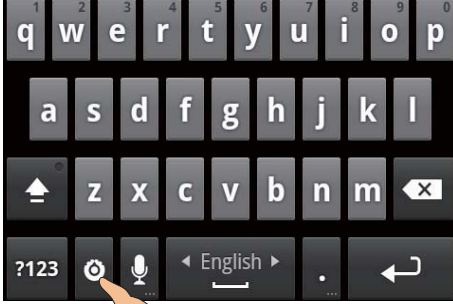 1 2 3 4 5 6 7 8 9 0
q w e r t y u i o p
a s d f g h j k l
z x c v b n m
?123 English . ...